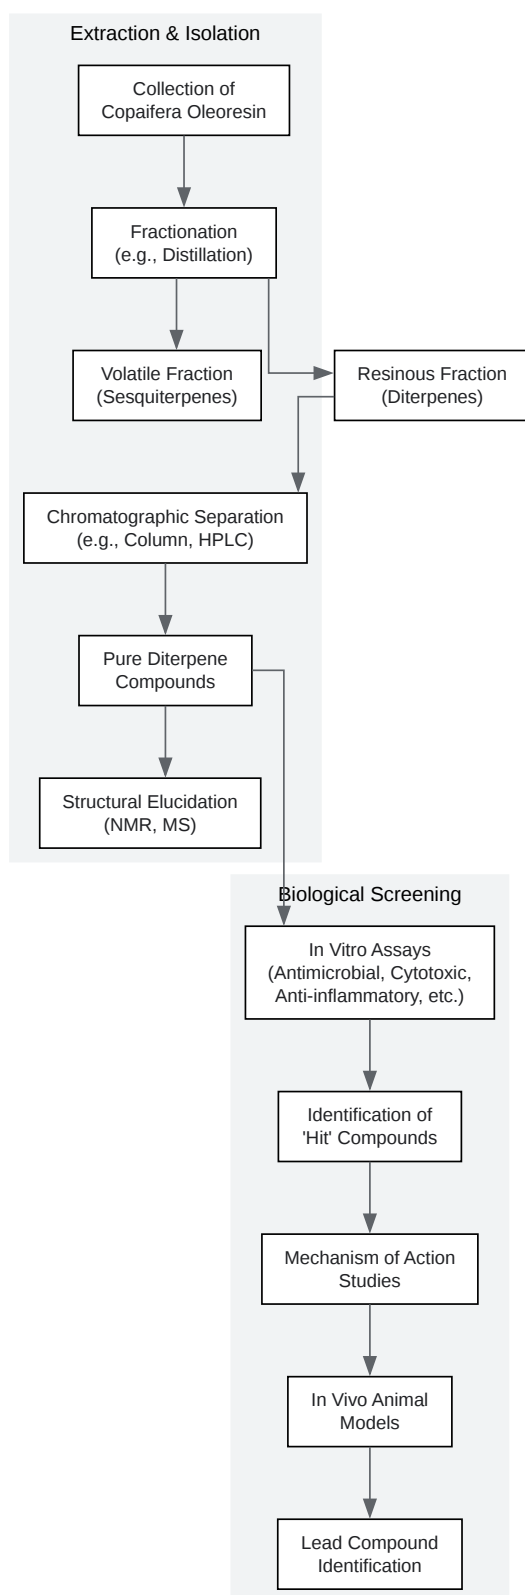 Extraction & Isolation
Collection of
Copaifera Oleoresin
Fractionation
(e.g., Distillation)
Volatile Fraction
(Sesquiterpenes)
Resinous Fraction
(Diterpenes)
Chromatographic Separation
(e.g., Column, HPLC)
Pure Diterpene
Compounds
Structural Elucidation
(NMR, MS)
Biological Screening
In Vitro Assays
(Antimicrobial, Cytotoxic,
Anti-inflammatory, etc.)
Identification of
'Hit' Compounds
Mechanism of Action
Studies
In Vivo Animal
Models
Lead Compound
Identification